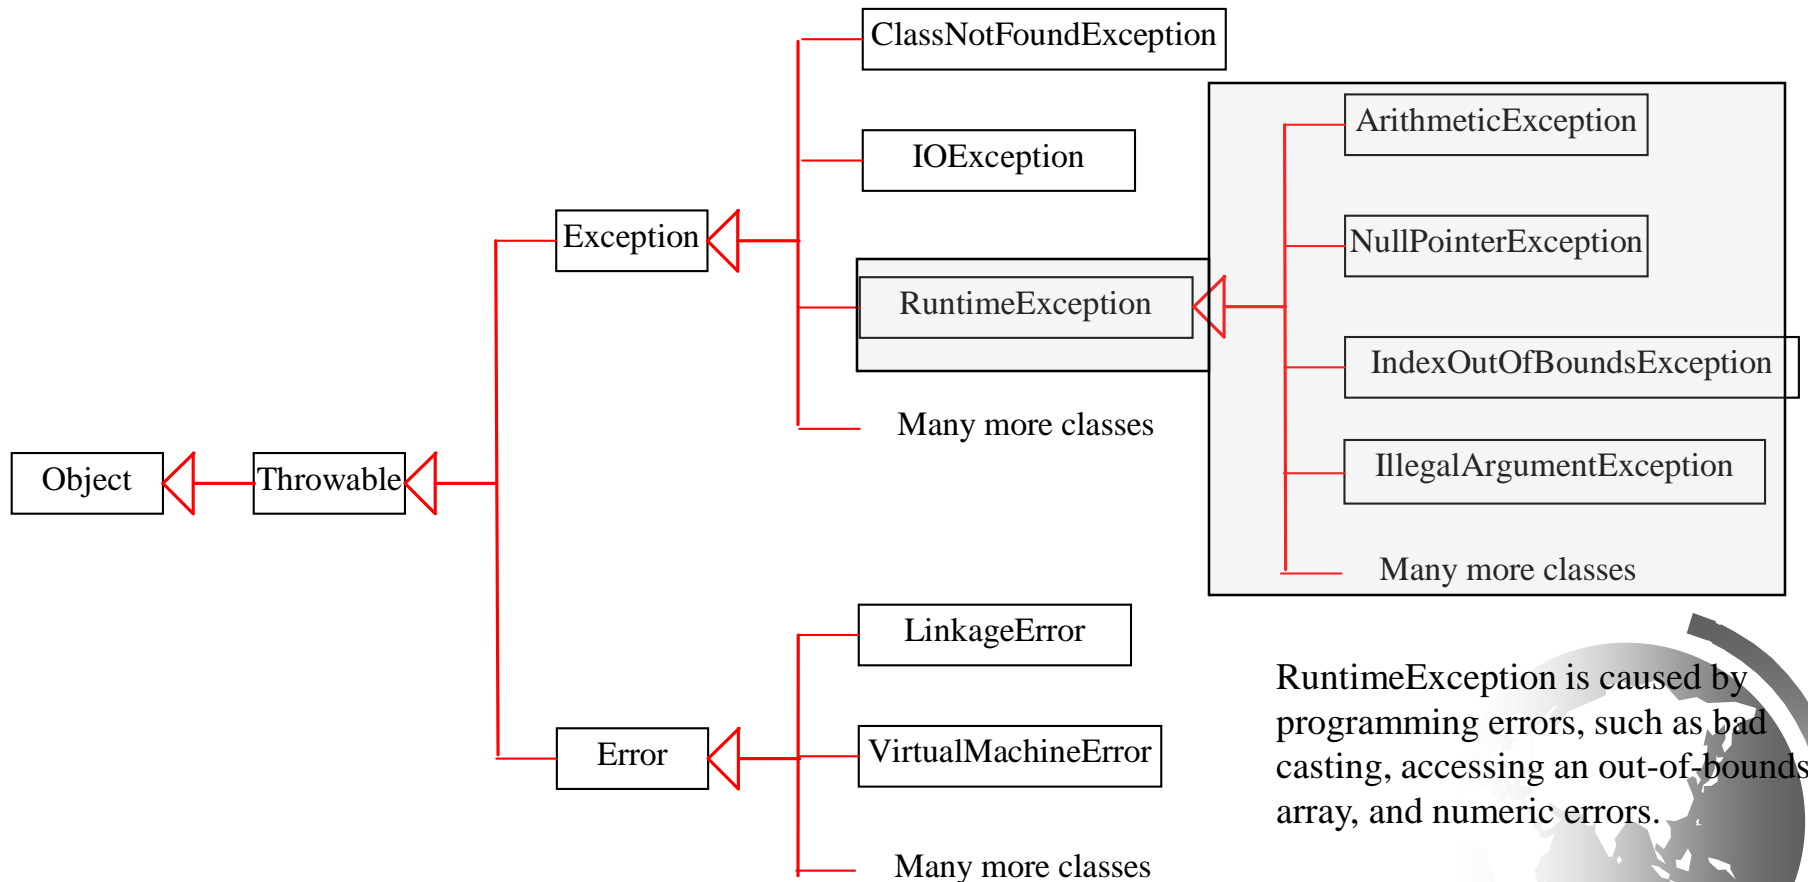 ClassNotFoundException
ArithmeticException
IOException
NullPointerException
Exception
RuntimeException
IndexOutOfBoundsException
Many more classes
Object
Throwable
IllegalArgumentException
Many more classes
LinkageError
RuntimeException is caused by
programming errors, such as bad
casting, accessing an out-of-bounds
array, and numeric errors.
Error
VirtualMachineError
Many more classes